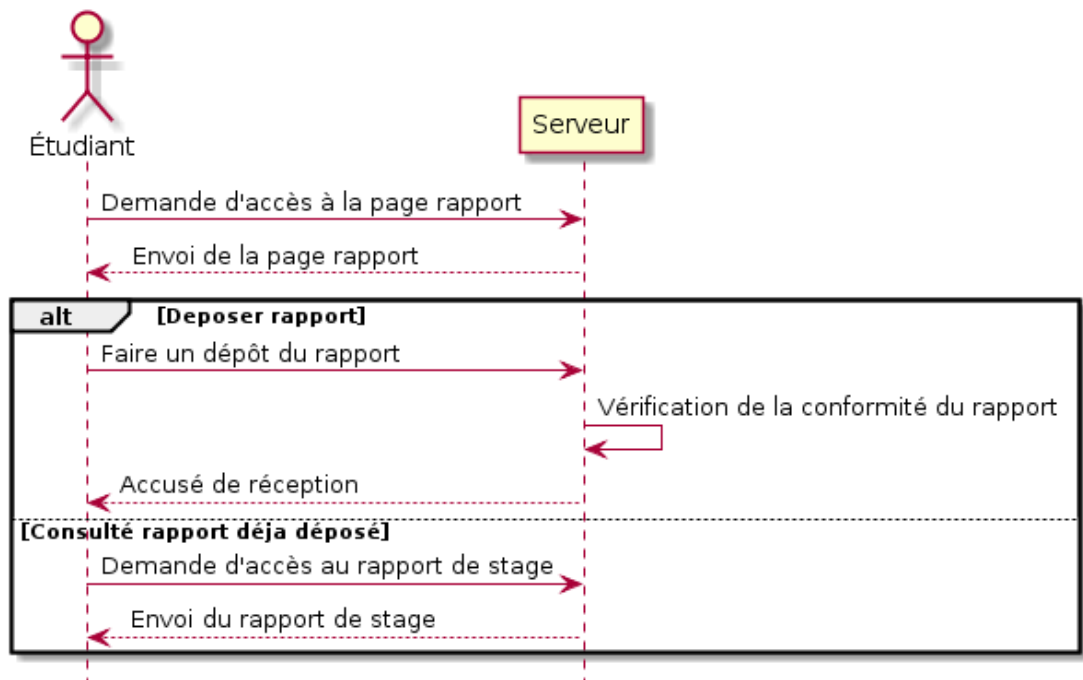 Étudiant
Serveur
Demande d'accès à la page rapport
Envoi de la page rapport
alt [Deposer rapport]
Faire un dépôt du rapport
Vérification de la conformité du rapport
Accusé de réception
[Consulté rapport déja déposé]
Demande d'accès au rapport de stage
Envoi du rapport de stage